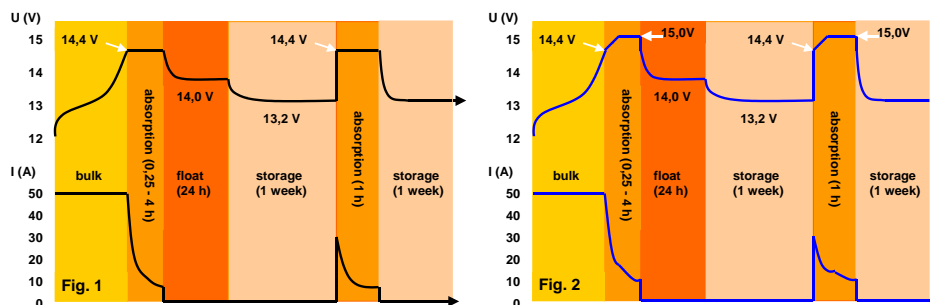 U (V)
15
14
13
12
I (A)
50
40
30
20
10
0
14,4 V
14,0 V
13,2 V
14,4 V
bulk
absorption (0,25 - 4 h)
float
(24 h)
storage
(1 week)
absorption (1 h)
storage
(1 week)
Fig. 1
U (V)
15
14
13
12
I (A)
50
40
30
20
10
0
14,4 V
15,0V
14,0 V
13,2 V
14,4 V
15,0V
bulk
absorption (0,25 - 4 h)
float
(24 h)
storage
(1 week)
absorption (1 h)
storage
(1 week)
Fig. 2